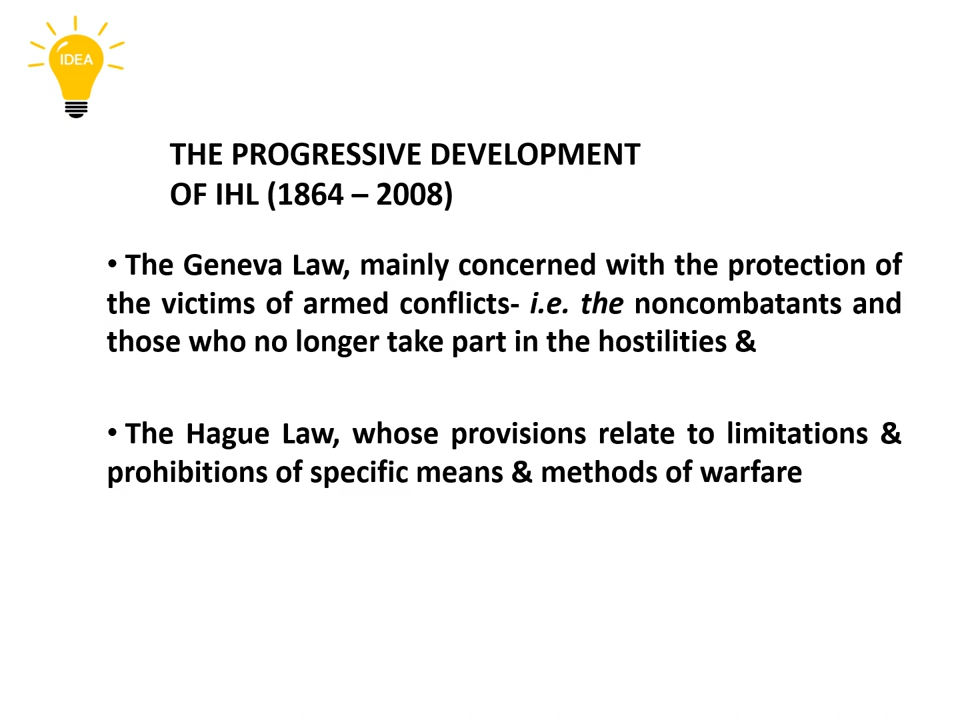 IDEA
THE PROGRESSIVE DEVELOPMENT
OF IHL (1864 – 2008)
• The Geneva Law, mainly concerned with the protection of
the victims of armed conflicts- i.e. the noncombatants and
those who no longer take part in the hostilities &
• The Hague Law, whose provisions relate to limitations &
prohibitions of specific means & methods of warfare